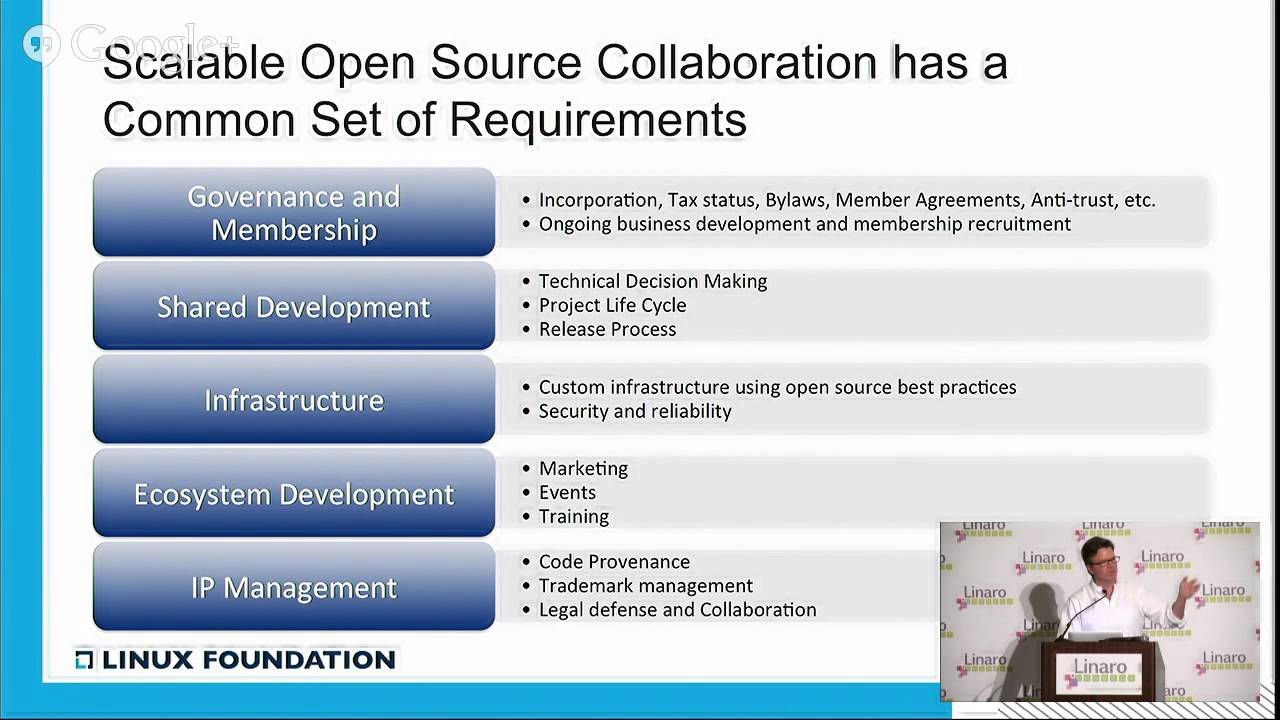 Google+
Scalable Open Source Collaboration has a
Common Set of Requirements
Governance and
Membership
• Incorporation, Tax status, Bylaws, Member Agreements, Anti-trust, etc.
• Ongoing business development and membership recruitment
Shared Development
• Technical Decision Making
• Project Life Cycle
• Release Process
Infrastructure
• Custom infrastructure using open source best practices
• Security and reliability
Ecosystem Development
• Marketing
• Events
• Training
IP Management
• Code Provenance
• Trademark management
• Legal defense and Collaboration
LINUX FOUNDATION
Linaro
Linaro
Linaro
Linaro
Linaro
Linaro
Linaro
Linaro